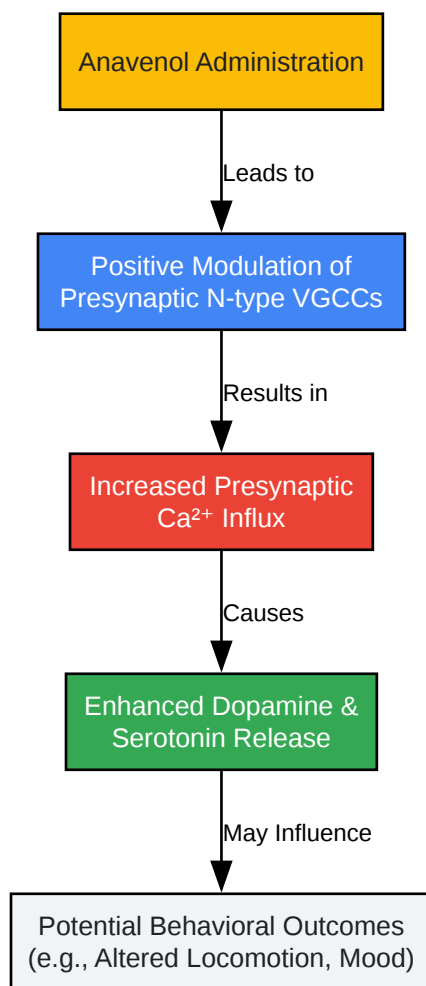 Anavenol Administration
Leads to
Positive Modulation of
Presynaptic N-type VGCCs
Results in
Increased Presynaptic
Ca²⁺ Influx
Causes
Enhanced Dopamine &
Serotonin Release
May Influence
Potential Behavioral Outcomes
(e.g., Altered Locomotion, Mood)